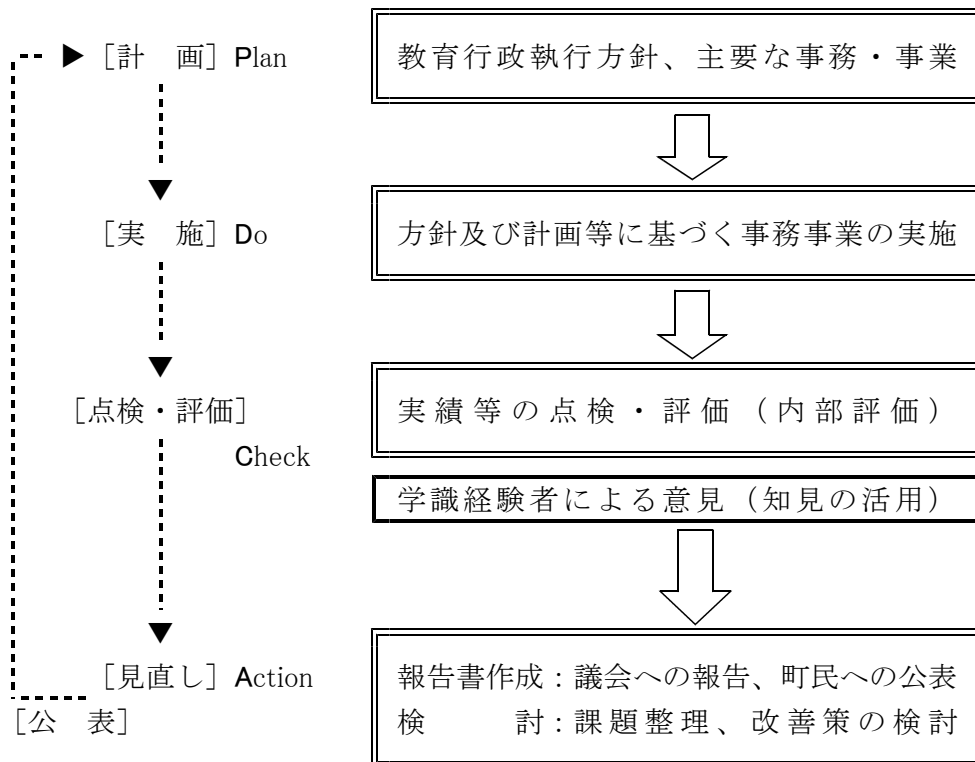 ［計　画］Plan
教育行政執行方針、主要な事務・事業
［実　施］Do
方針及び計画等に基づく事務事業の実施
［点検・評価］
Check
実績等の点検・評価（内部評価）
学識経験者による意見（知見の活用）
［見直し］Action
［公　表］
報告書作成：議会への報告、町民への公表
検　　　討：課題整理、改善策の検討